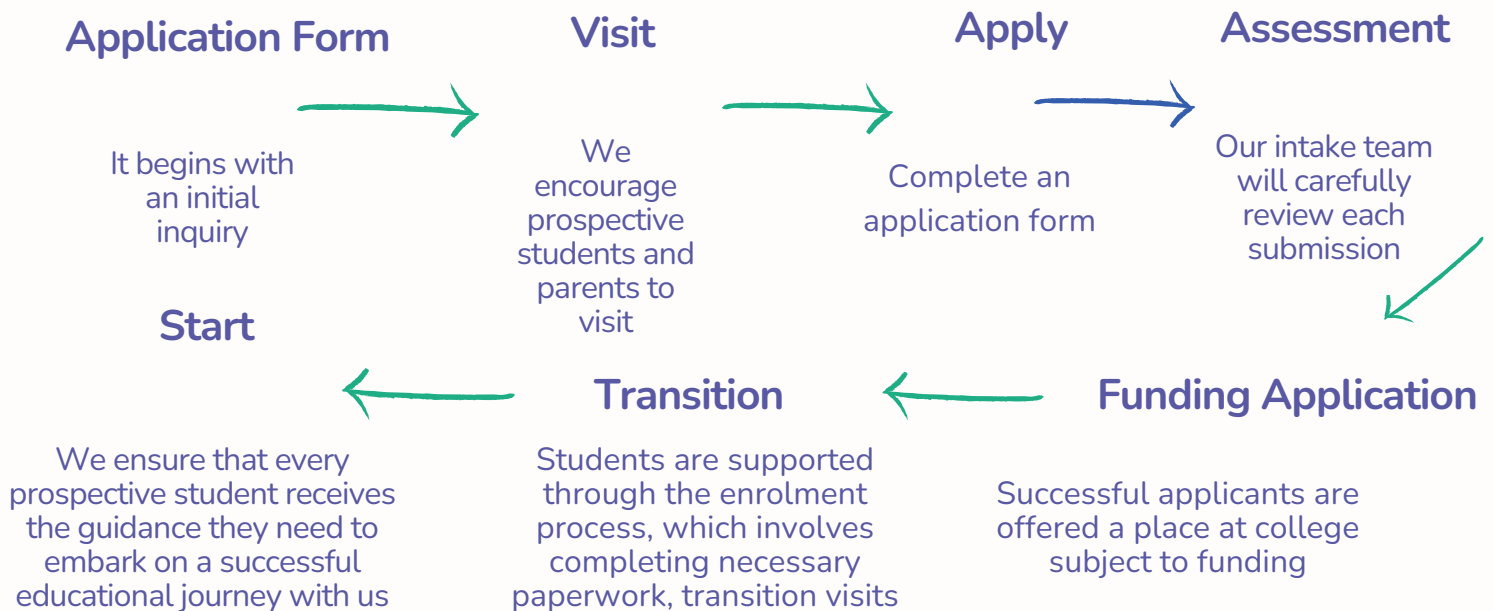 Application Form
It begins with
an initial
inquiry
Visit
We
encourage
prospective
students and
parents to
visit
Apply
Complete an
application form
Assessment
Our intake team
will carefully
review each
submission
Funding Application
Successful applicants are
offered a place at college
subject to funding
Transition
Students are supported
through the enrolment
process, which involves
completing necessary
paperwork, transition visits
Start
We ensure that every
prospective student receives
the guidance they need to
embark on a successful
educational journey with us